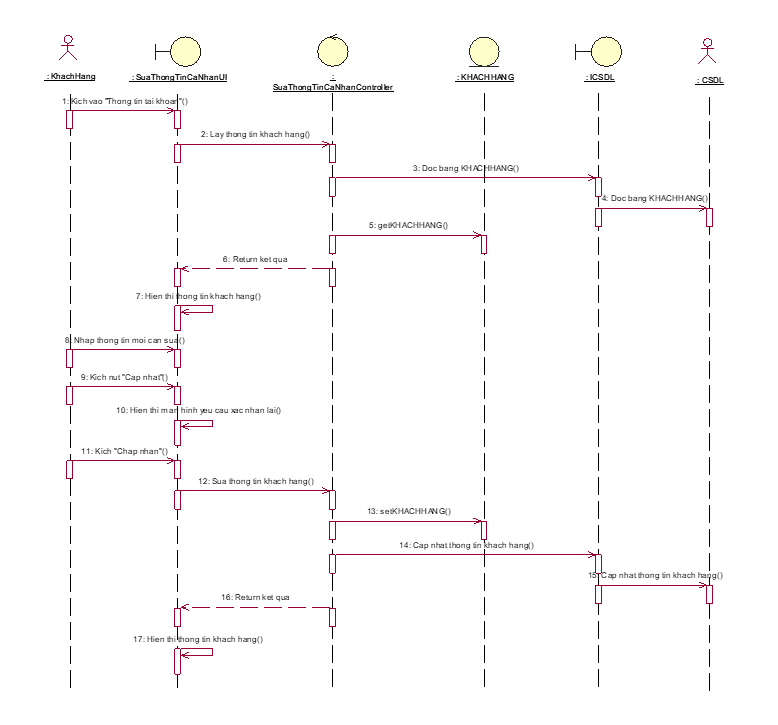 : KhachHang
: SuaThongTinCaNhanUI
:
SuaThongTinCaNhanController
: KHACHHANG
: ICSDL
: CSDL
1: Kich vao "Thong tin tai khoan"()
2: Lay thong tin khach hang()
3: Doc bang KHACHHANG()
4: Doc bang KHACHHANG()
5: getKHACHHANG()
6: Return ket qua
7: Hien thi thong tin khach hang()
8: Nhap thong tin moi can sua()
9: Kich nut "Cap nhat"()
10: Hien thi man hinh yeu cau xac nhan lai()
11: Kich "Chap nhan"()
12: Sua thong tin khach hang()
13: setKHACHHANG()
14: Cap nhat thong tin khach hang()
15: Cap nhat thong tin khach hang()
16: Return ket qua
17: Hien thi thong tin khach hang()